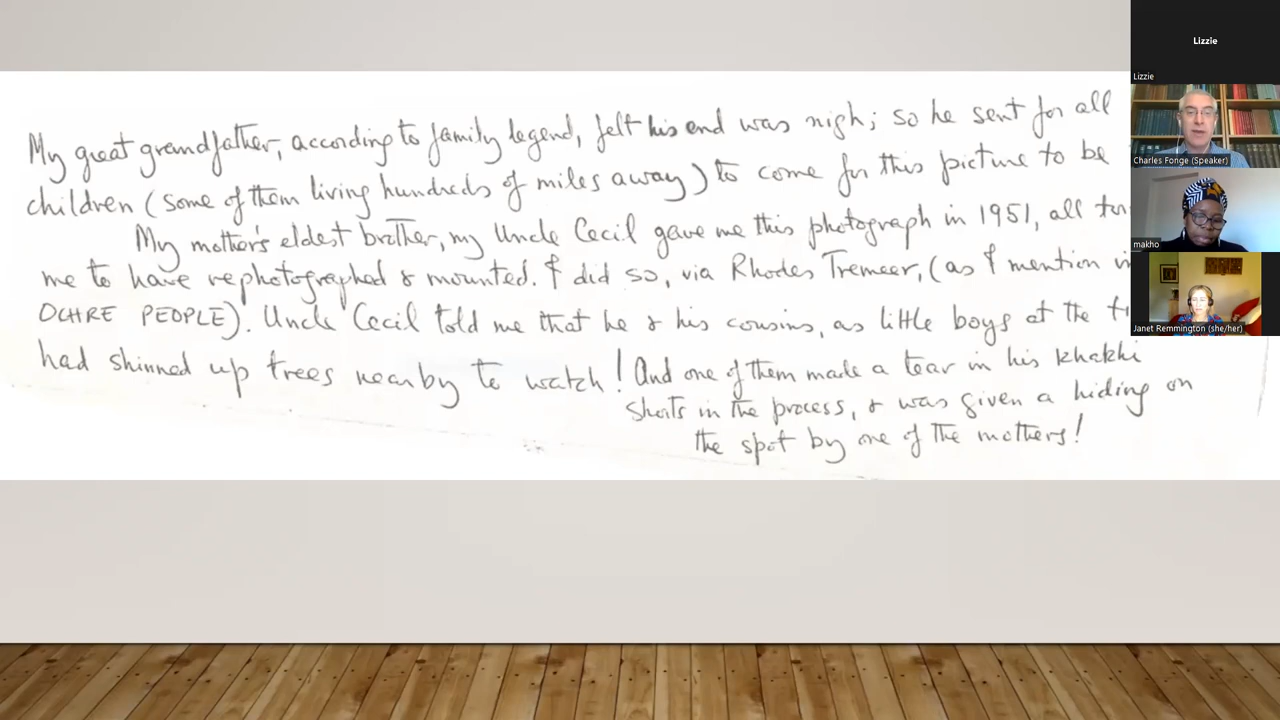 My great grandfather, according to family legend, felt his end was nigh; so he sent for all
children (some of them living hundreds of miles away) to come for this picture to be
My mother's eldest brother, my Uncle Cecil gave me this photograph in 1951, all
me to have rephotographed & mounted. I did so, via Rhodes Tremeer, (as I mention
OCHRE PEOPLE). Uncle Cecil told me that he & his cousins, as little boys at the
had shinned up trees nearby to watch! And one of them made a tear in his khakhi
shorts in the process, & was given a hiding on
the spot by one of the mothers!
Lizzie
Lizzie
Charles Fonge (Speaker)
makho
Janet Remmington (she/her)